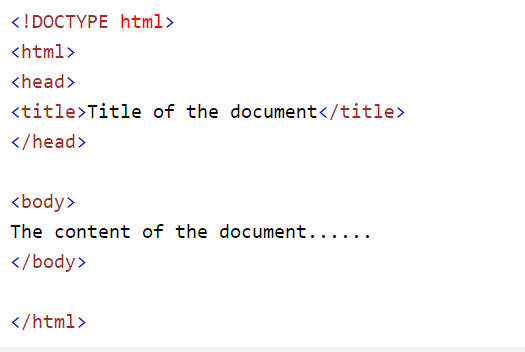 <!DOCTYPE html>
<html>
<head>
<title>Title of the document</title>
</head>
<body>
The content of the document......
</body>
</html>